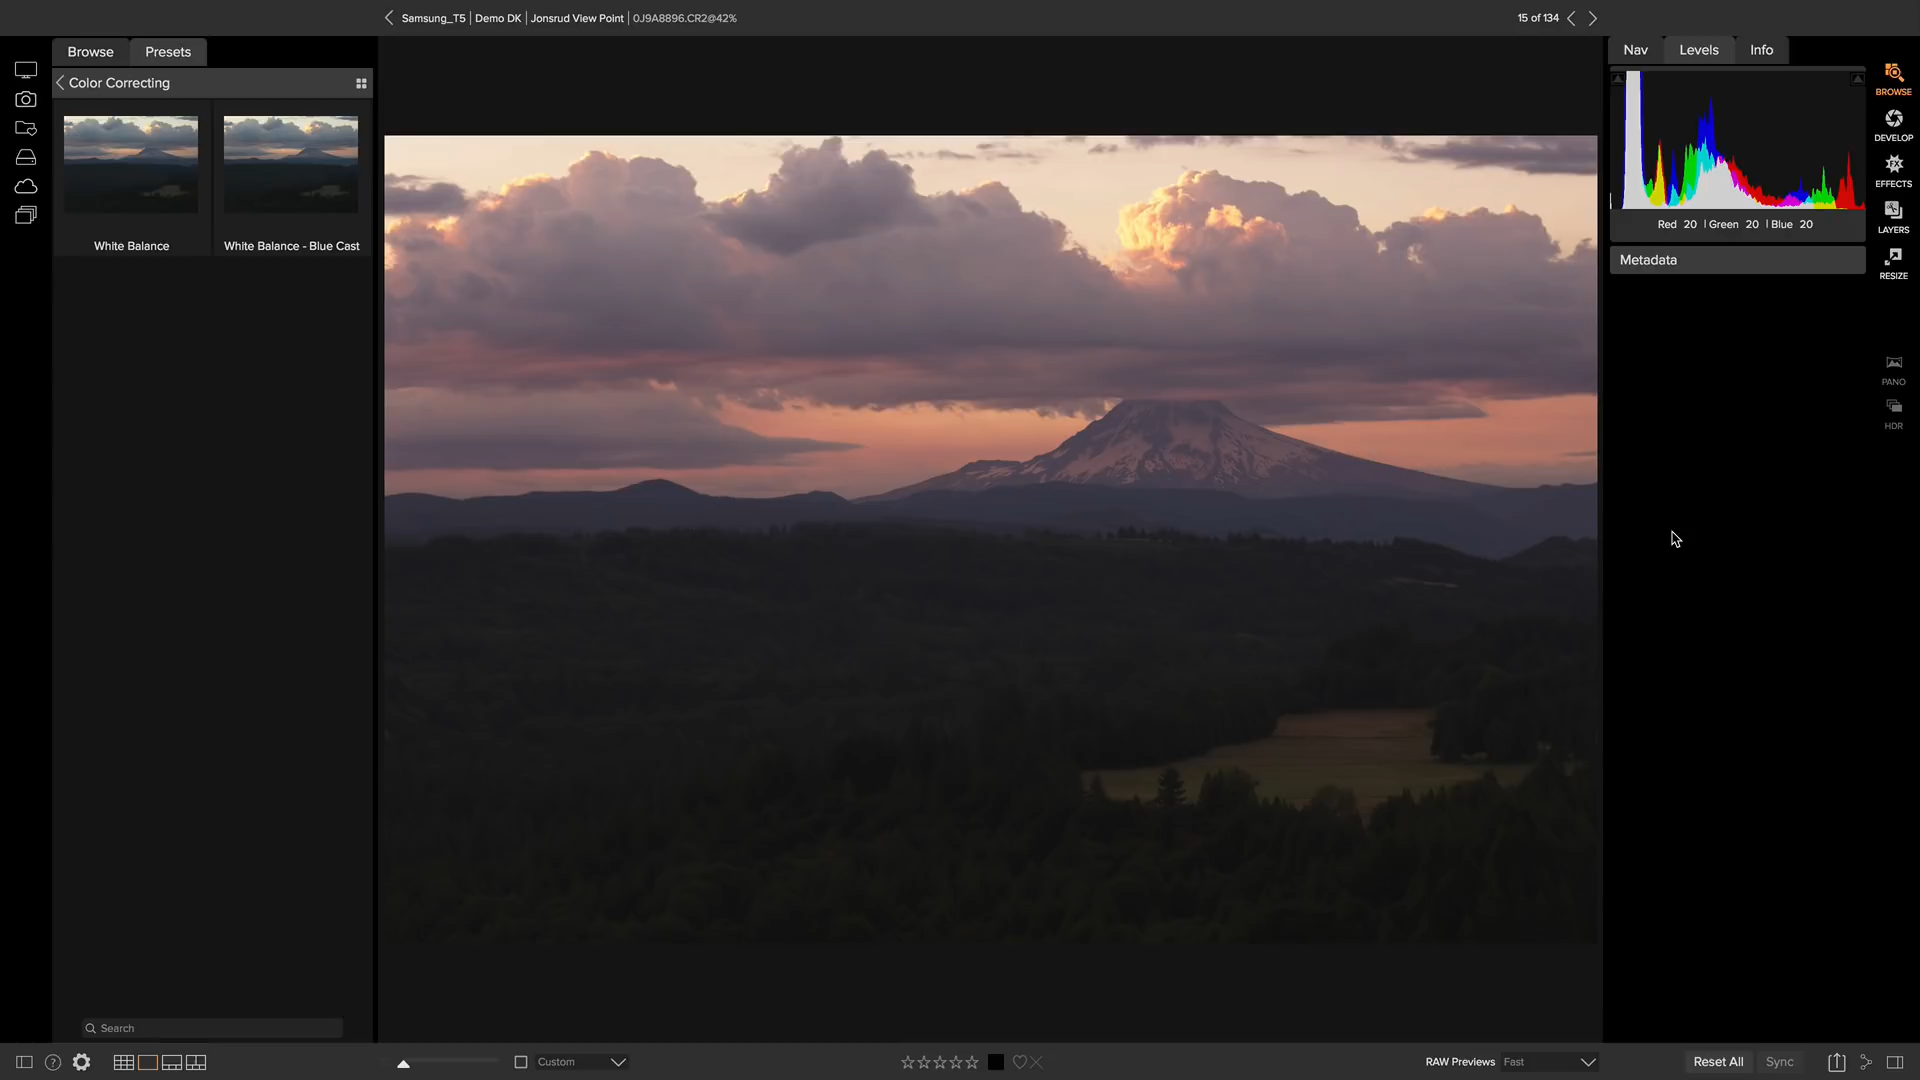 Samsung_T5 | Demo DK | Jonsrud View Point | 0J9A8896.CR2@42%
15 of 134
Browse
Presets
Color Correcting
White Balance
White Balance - Blue Cast
Search
Nav
Levels
Info
Red 20 | Green 20 | Blue 20
Metadata
BROWSE
DEVELOP
EFFECTS
LAYERS
RESIZE
PANO
HDR
Custom
RAW Previews
Fast
Reset All
Sync